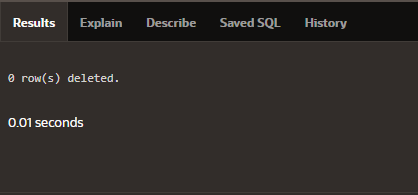 Results Explain Describe Saved SQL History
0 row(s) deleted.
0.01 seconds